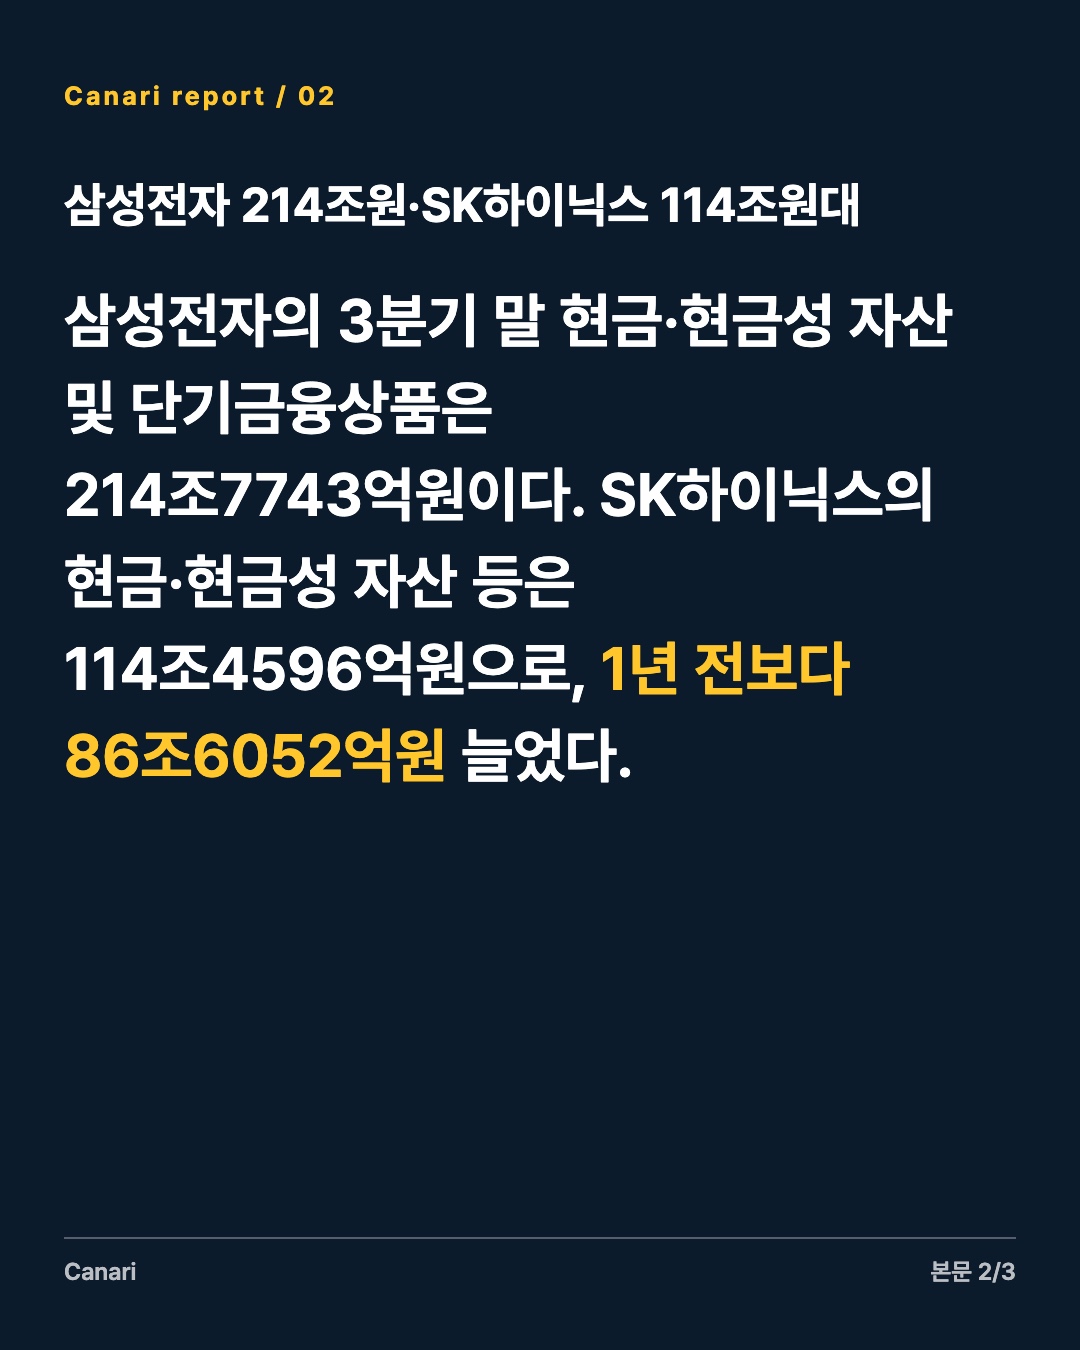 Canari report / 02
삼성전자 214조원·SK하이닉스 114조원대
삼성전자의 3분기 말 현금·현금성 자산
및 단기금융상품은
214조7743억원이다. SK하이닉스의
현금·현금성 자산 등은
114조4596억원으로, 1년 전보다
86조6052억원 늘었다.
Canari
본문 2/3